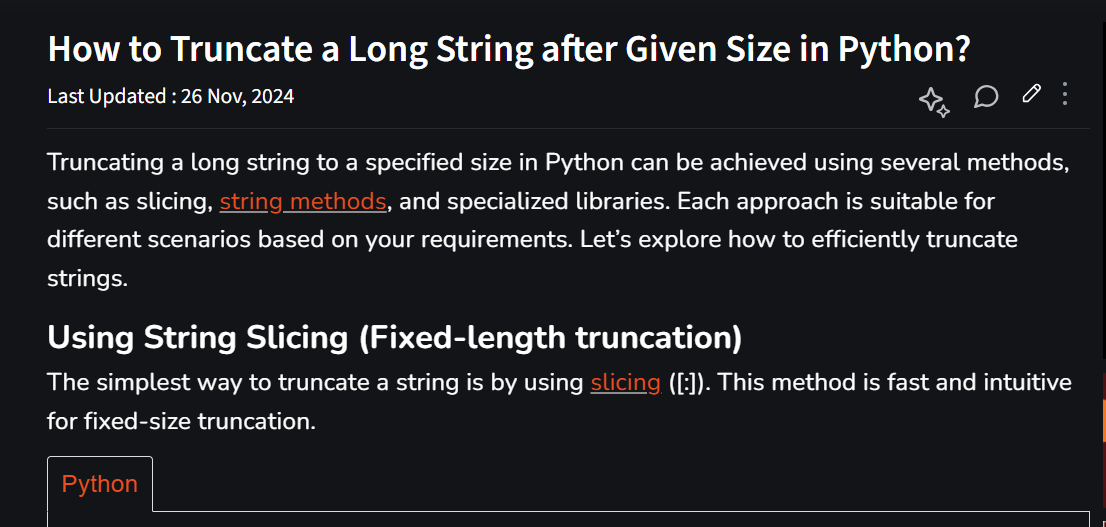 How to Truncate a Long String after Given Size in Python?
Last Updated : 26 Nov, 2024
Truncating a long string to a specified size in Python can be achieved using several methods,
such as slicing, string methods, and specialized libraries. Each approach is suitable for
different scenarios based on your requirements. Let’s explore how to efficiently truncate
strings.
Using String Slicing (Fixed-length truncation)
The simplest way to truncate a string is by using slicing ([:]). This method is fast and intuitive
for fixed-size truncation.
Python